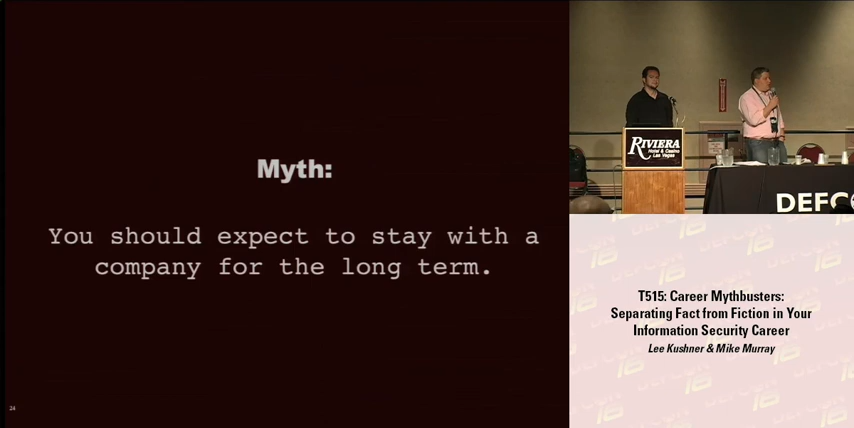 Myth:
You should expect to stay with a
company for the long term.
24
RIVIERA
Hotel & Casino
Las Vegas
DEFC
T515: Career Mythbusters:
Separating Fact from Fiction in Your
Information Security Career
Lee Kushner & Mike Murray